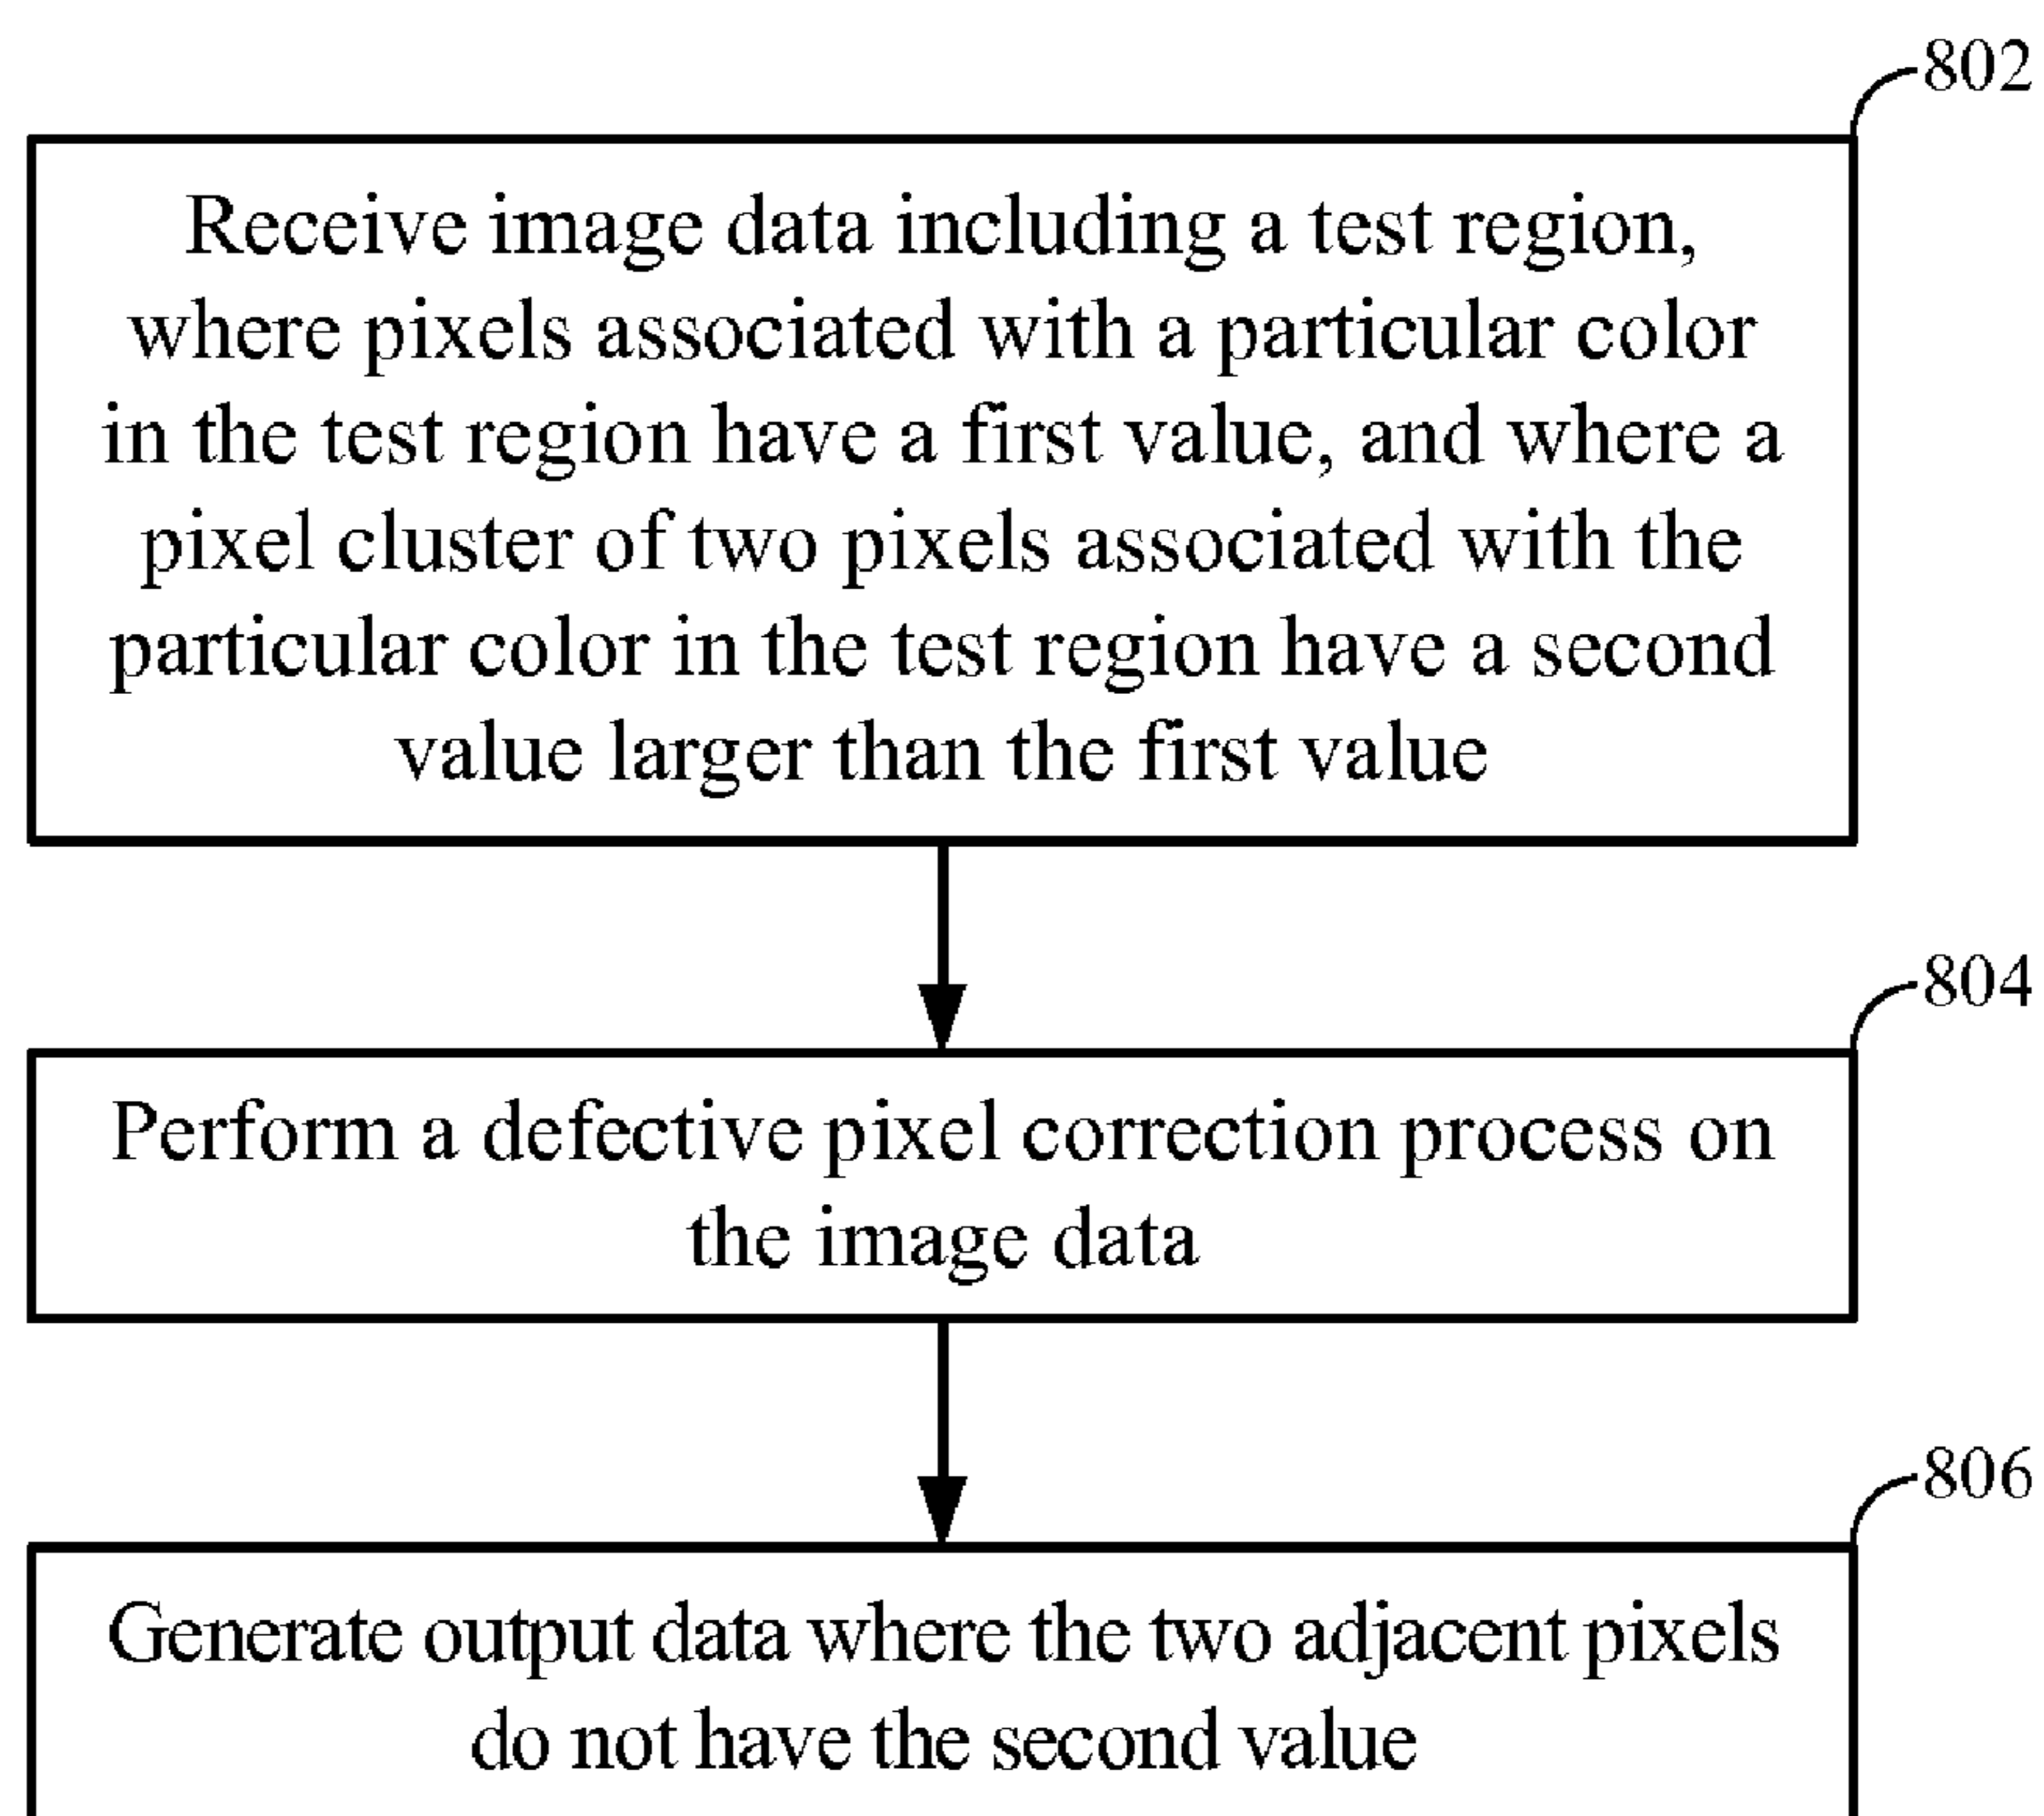 802
Receive image data including a test region,
where pixels associated with a particular color
in the test region have a first value, and where a
pixel cluster of two pixels associated with the
particular color in the test region have a second
value larger than the first value
804
Perform a defective pixel correction process on
the image data
806
Generate output data where the two adjacent pixels
do not have the second value